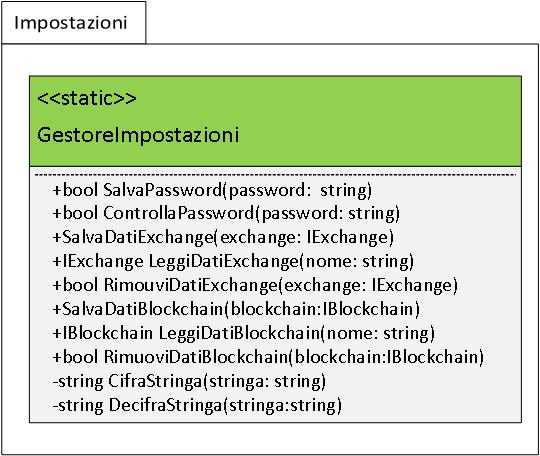 Impostazioni
<<static>>
GestoreImpostazioni
+bool SalvaPassword(password:  string)
+bool ControllaPassword(password: string)
+SalvaDatiExchange(exchange: IExchange)
+IExchange LeggiDatiExchange(nome: string)
+bool RimouviDatiExchange(exchange: IExchange)
+SalvaDatiBlockchain(blockchain:IBlockchain)
+IBlockchain LeggiDatiBlockchain(nome: string)
+bool RimuoviDatiBlockchain(blockchain:IBlockchain)
-string CifraStringa(stringa: string)
-string DecifraStringa(stringa:string)